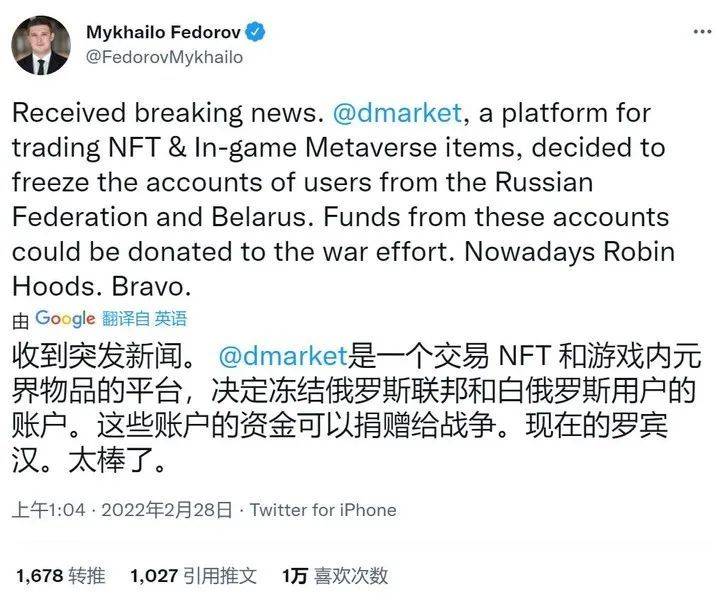 Mykhailo Fedorov
@FedorovMykhailo
Received breaking news. @dmarket, a platform for
trading NFT & In-game Metaverse items, decided to
freeze the accounts of users from the Russian
Federation and Belarus. Funds from these accounts
could be donated to the war effort. Nowadays Robin
Hoods. Bravo.
由 Google 翻译自 英语
收到突发新闻。 @dmarket是一个交易 NFT 和游戏内元
界物品的平台，决定冻结俄罗斯联邦和白俄罗斯用户的
账户。这些账户的资金可以捐赠给战争。现在的罗宾
汉。太棒了。
上午1:04 · 2022年2月28日 · Twitter for iPhone
1,678 转推 1,027 引用推文 1万 喜欢次数